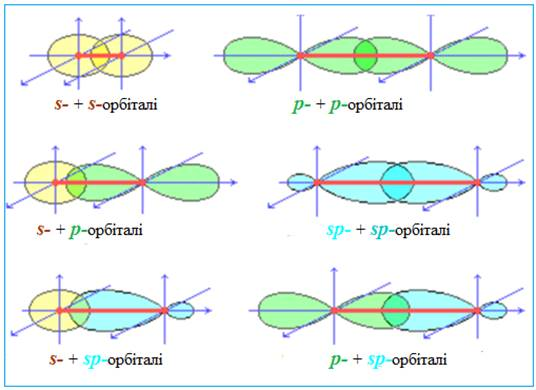 s- + s-орбіталі
p- + p-орбіталі
s- + p-орбіталі
sp- + sp-орбіталі
s- + sp-орбіталі
p- + sp-орбіталі